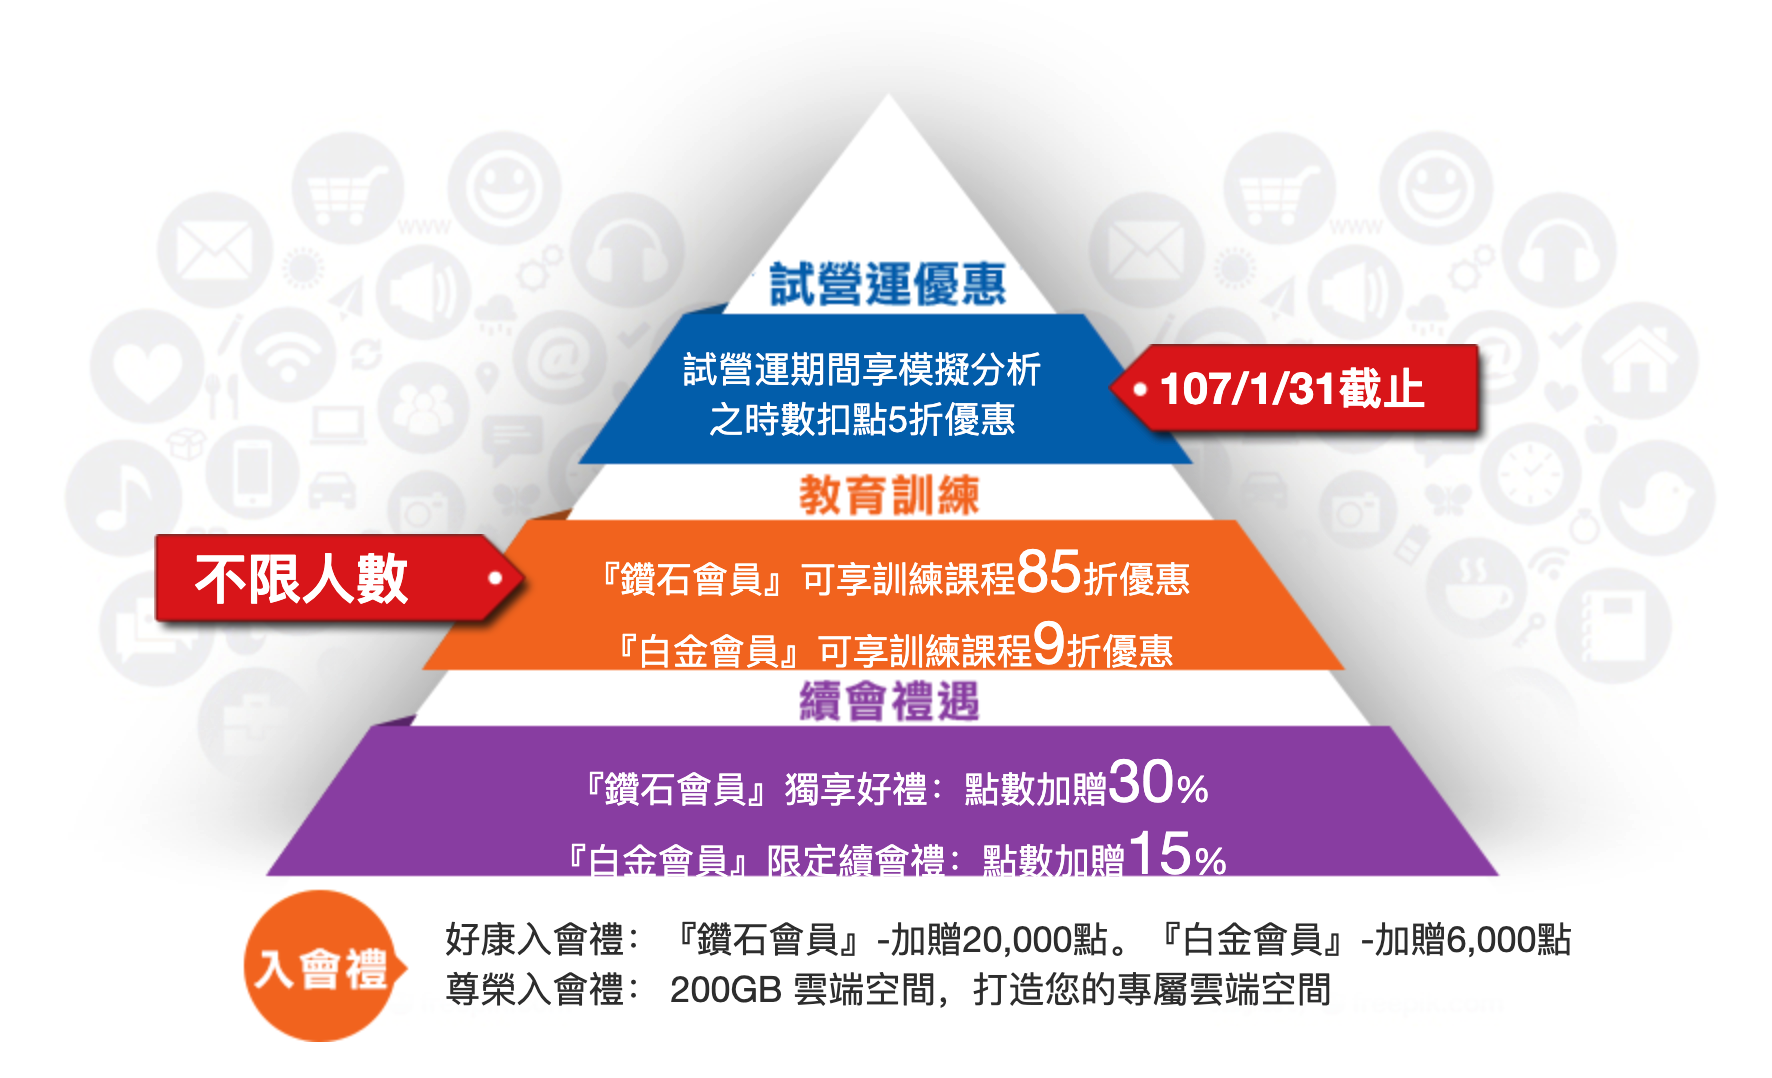 試營運優惠
試營運期間享模擬分析
之時數扣點5折優惠
107/1/31截止
教育訓練
不限人數
『鑽石會員』可享訓練課程85折優惠
『白金會員』可享訓練課程9折優惠
續會禮遇
『鑽石會員』獨享好禮：點數加贈30%
『白金會員』限定續會禮：點數加贈15%
入會禮
好康入會禮： 『鑽石會員』-加贈20,000點。『白金會員』-加贈6,000點
尊榮入會禮： 200GB 雲端空間，打造您的專屬雲端空間
www
www